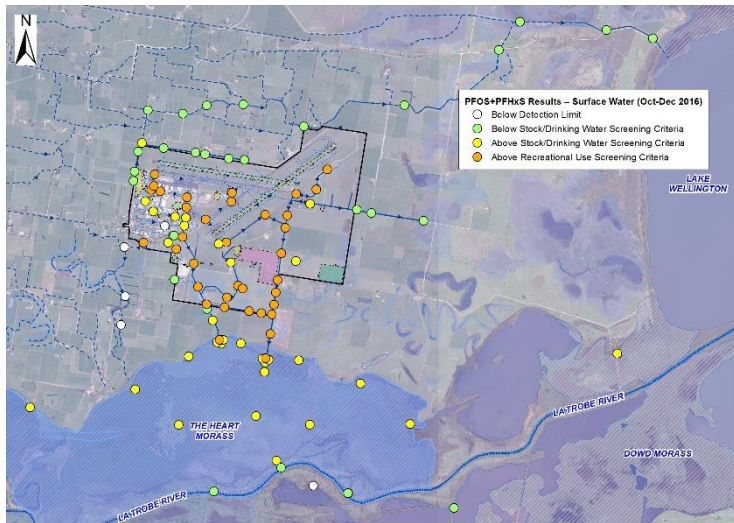 N
PFOS+PFHxS Results – Surface Water (Oct-Dec 2016)
Below Detection Limit
Below Stock/Drinking Water Screening Criteria
Above Stock/Drinking Water Screening Criteria
Above Recreational Use Screening Criteria
LAKE
WELLINGTON
LA TROBE RIVER
THE HEART
MORASS
DOWD MORASS
LA TROBE RIVER